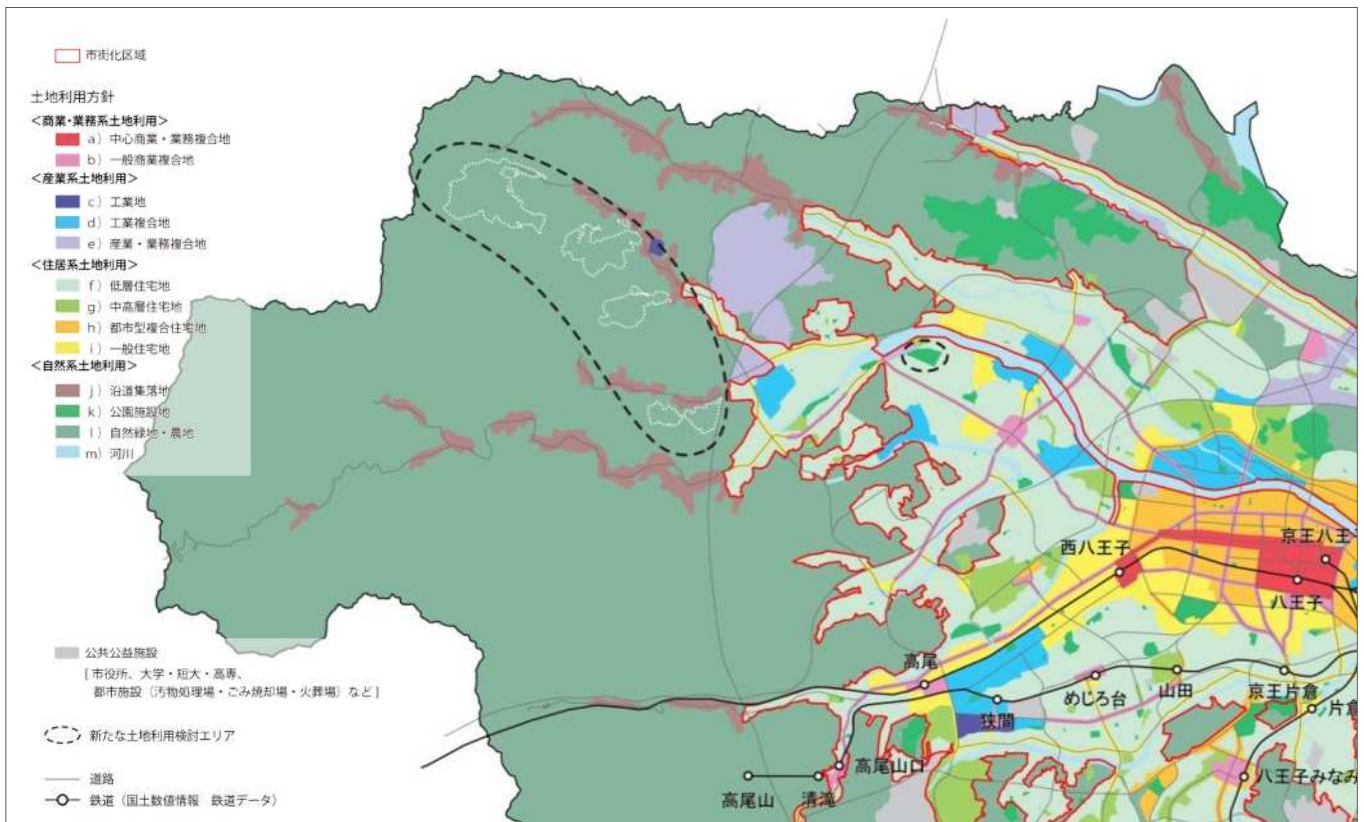 市街化区域
土地利用方針
＜商業・業務系土地利用＞
a）中心商業・業務複合地
b）一般商業複合地
＜産業系土地利用＞
c）工業地
d）工業複合地
e）産業・業務複合地
＜住居系土地利用＞
f）低層住宅地
g）中高層住宅地
h）都市型複合住宅地
i）一般住宅地
＜自然系土地利用＞
j）沿道集落地
k）公園施設地
l）自然緑地・農地
m）河川
公共公益施設
[ 市役所、大学・短大・高専、
都市施設（汚物処理場・ごみ焼却場・火葬場）など ]
新たな土地利用検討エリア
道路
鉄道（国土数値情報　鉄道データ）
西八王子
京王八王子
八王子
高尾
狭間
めじろ台
山田
京王片倉
片倉
高尾山口
高尾山
清滝
八王子みなみ